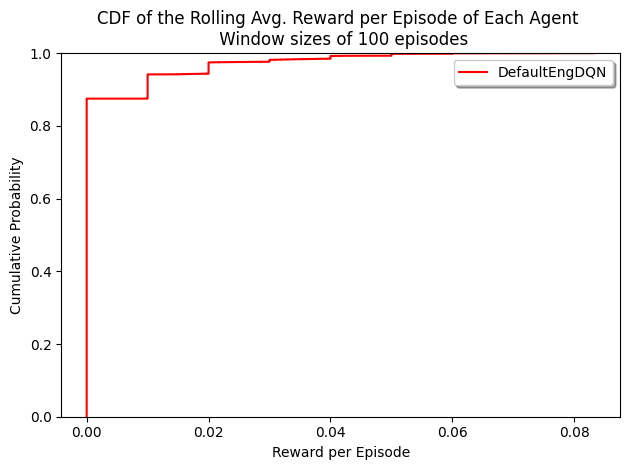 CDF of the Rolling Avg. Reward per Episode of Each Agent
Window sizes of 100 episodes
DefaultEngDQN
Cumulative Probability
1.0
0.8
0.6
0.4
0.2
0.0
0.00 0.02 0.04 0.06 0.08
Reward per Episode